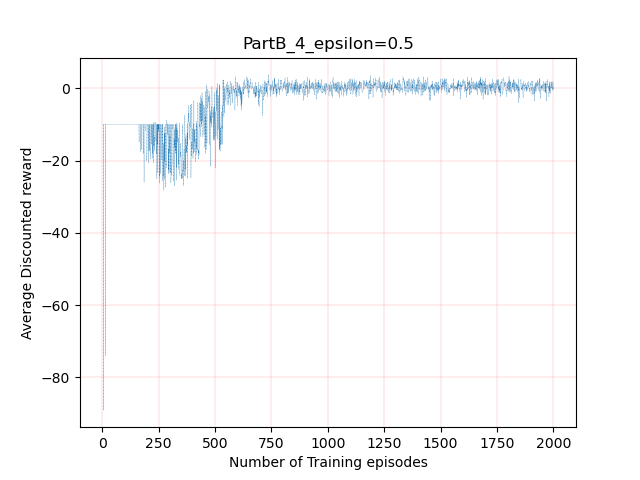 PartB_4_epsilon=0.5
Average Discounted reward
0
−20
−40
−60
−80
0 250 500 750 1000 1250 1500 1750 2000
Number of Training episodes